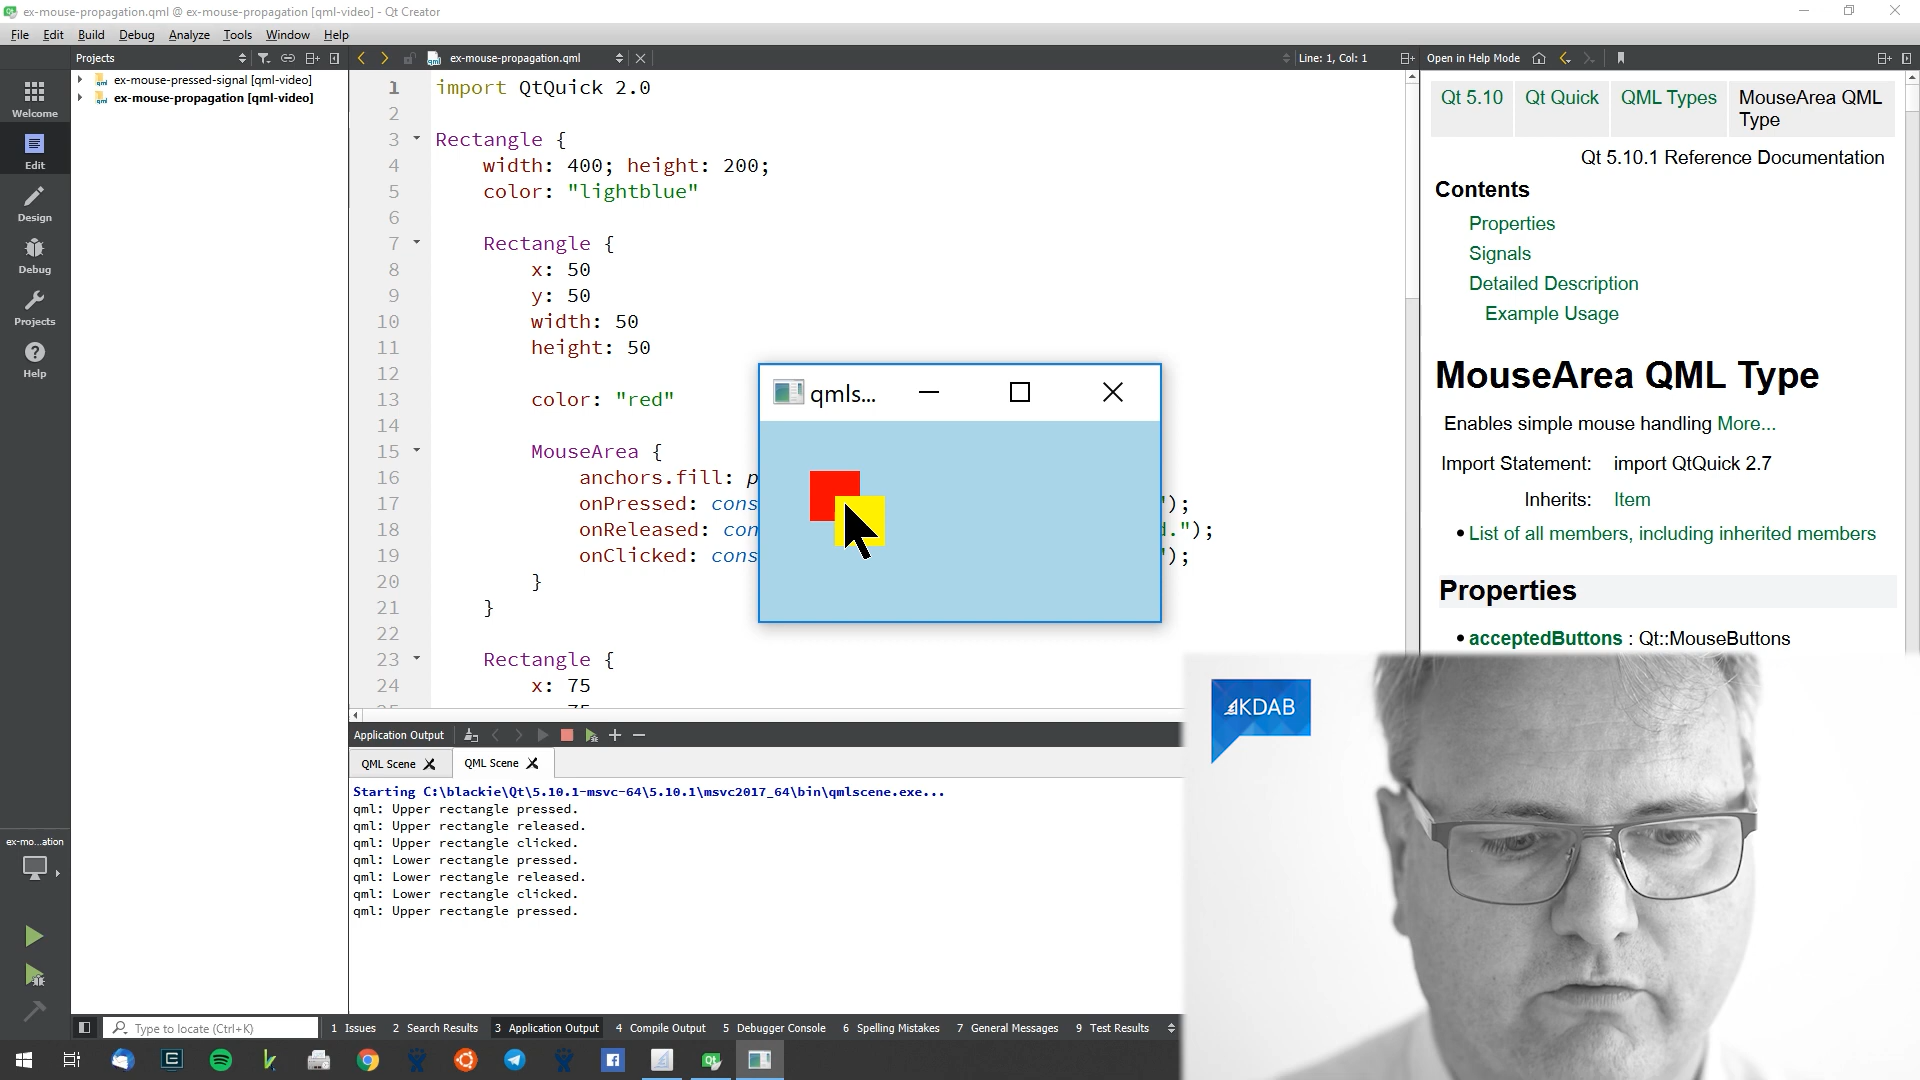 ex-mouse-propagation.qml @ ex-mouse-propagation [qml-video] - Qt Creator
File Edit Build Debug Analyze Tools Window Help
Projects
ex-mouse-propagation.qml
Line: 1, Col: 1
Open in Help Mode
Welcome
Edit
Design
Debug
Projects
Help
ex-mo...ation
ex-mouse-pressed-signal [qml-video]
ex-mouse-propagation [qml-video]
1 import QtQuick 2.0
2
3 Rectangle {
4 width: 400; height: 200;
5 color: "lightblue"
6
7 Rectangle {
8 x: 50
9 y: 50
10 width: 50
11 height: 50
12
13 color: "red"
14
15 MouseArea {
16 anchors.fill: p
17 onPressed: cons ");
18 onReleased: con .");
19 onClicked: cons ");
20 }
21 }
22
23 Rectangle {
24 x: 75
qmls...
Qt 5.10
Qt Quick
QML Types
MouseArea QML
Type
Qt 5.10.1 Reference Documentation
Contents
Properties
Signals
Detailed Description
Example Usage
MouseArea QML Type
Enables simple mouse handling More...
Import Statement: import QtQuick 2.7
Inherits: Item
• List of all members, including inherited members
Properties
• acceptedButtons : Qt::MouseButtons
KDAB
Application Output
QML Scene
QML Scene
Starting C:\blackie\Qt\5.10.1-msvc-64\5.10.1\msvc2017_64\bin\qmlscene.exe...
qml: Upper rectangle pressed.
qml: Upper rectangle released.
qml: Upper rectangle clicked.
qml: Lower rectangle pressed.
qml: Lower rectangle released.
qml: Lower rectangle clicked.
qml: Upper rectangle pressed.
Type to locate (Ctrl+K)
1 Issues
2 Search Results
3 Application Output
4 Compile Output
5 Debugger Console
6 Spelling Mistakes
7 General Messages
9 Test Results